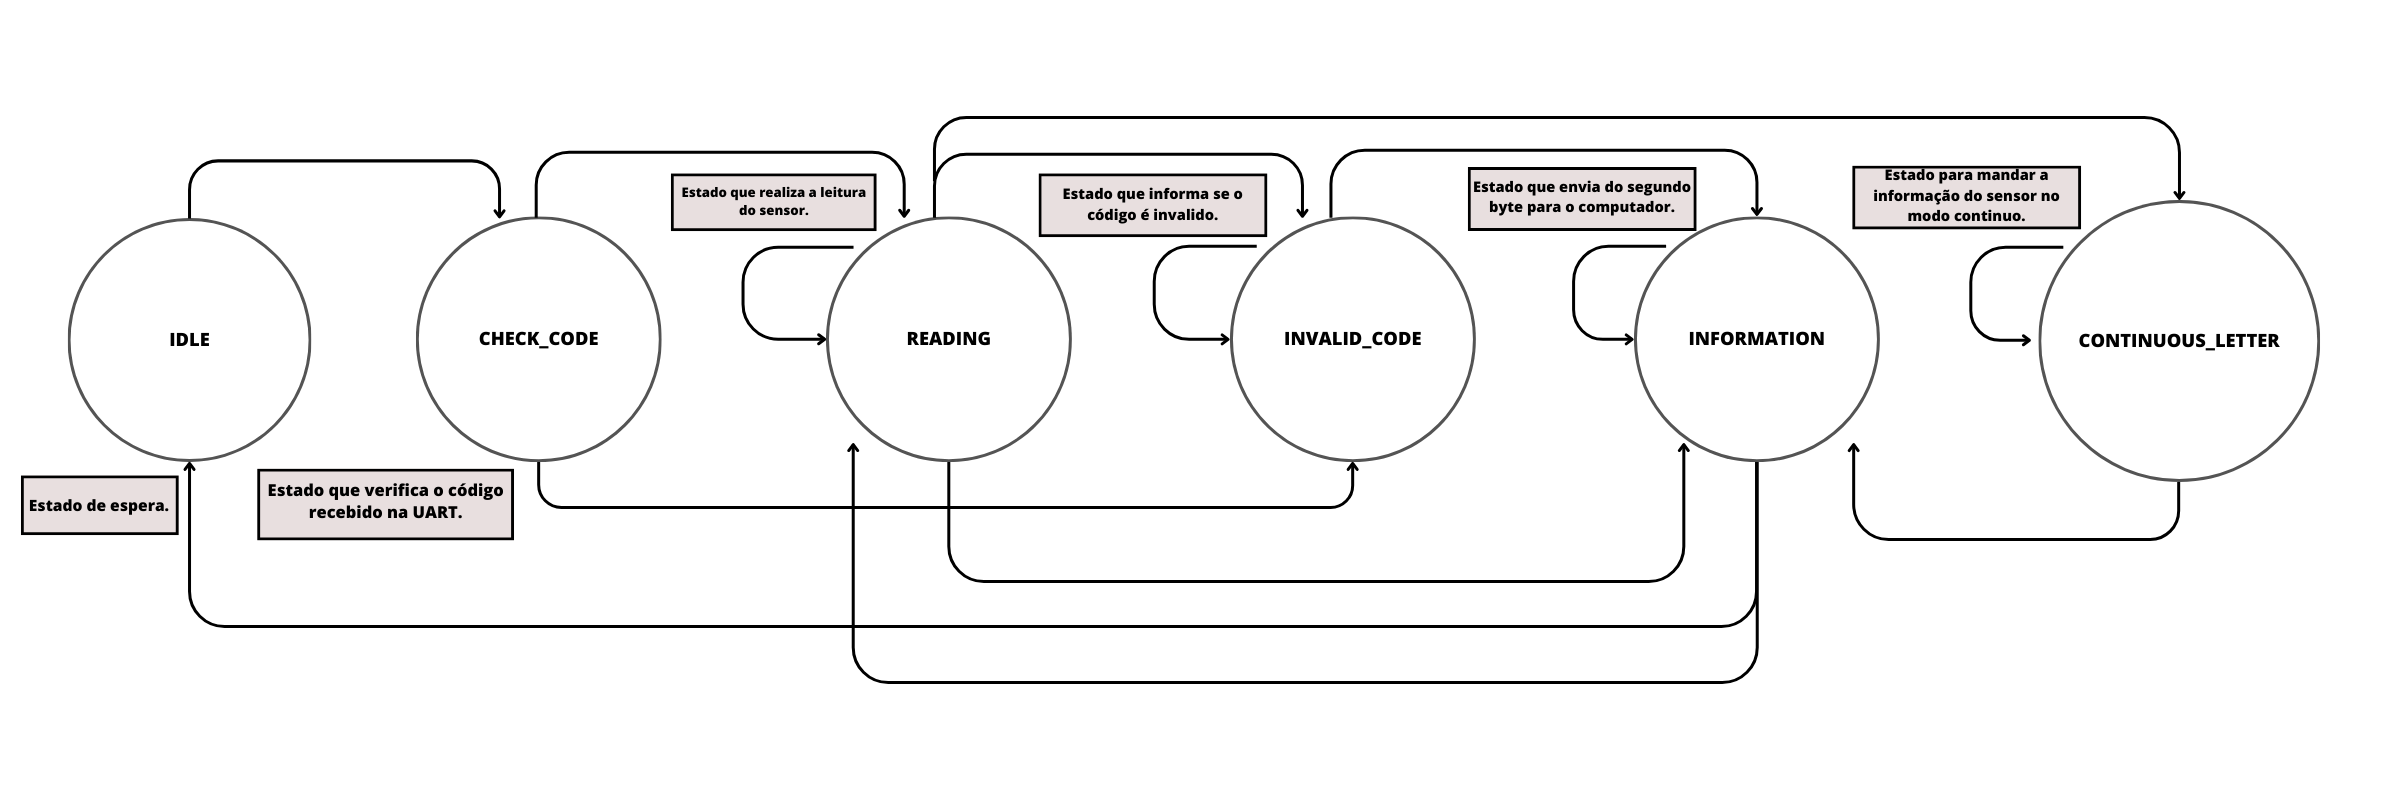 Estado para mandar a
informação do sensor no
modo continuo.
Estado que realiza a leitura
do sensor.
Estado que informa se o
código é invalido.
Estado que envia do segundo
byte para o computador.
IDLE
CHECK_CODE
READING
INVALID_CODE
INFORMATION
CONTINUOUS_LETTER
Estado de espera.
Estado que verifica o código
recebido na UART.